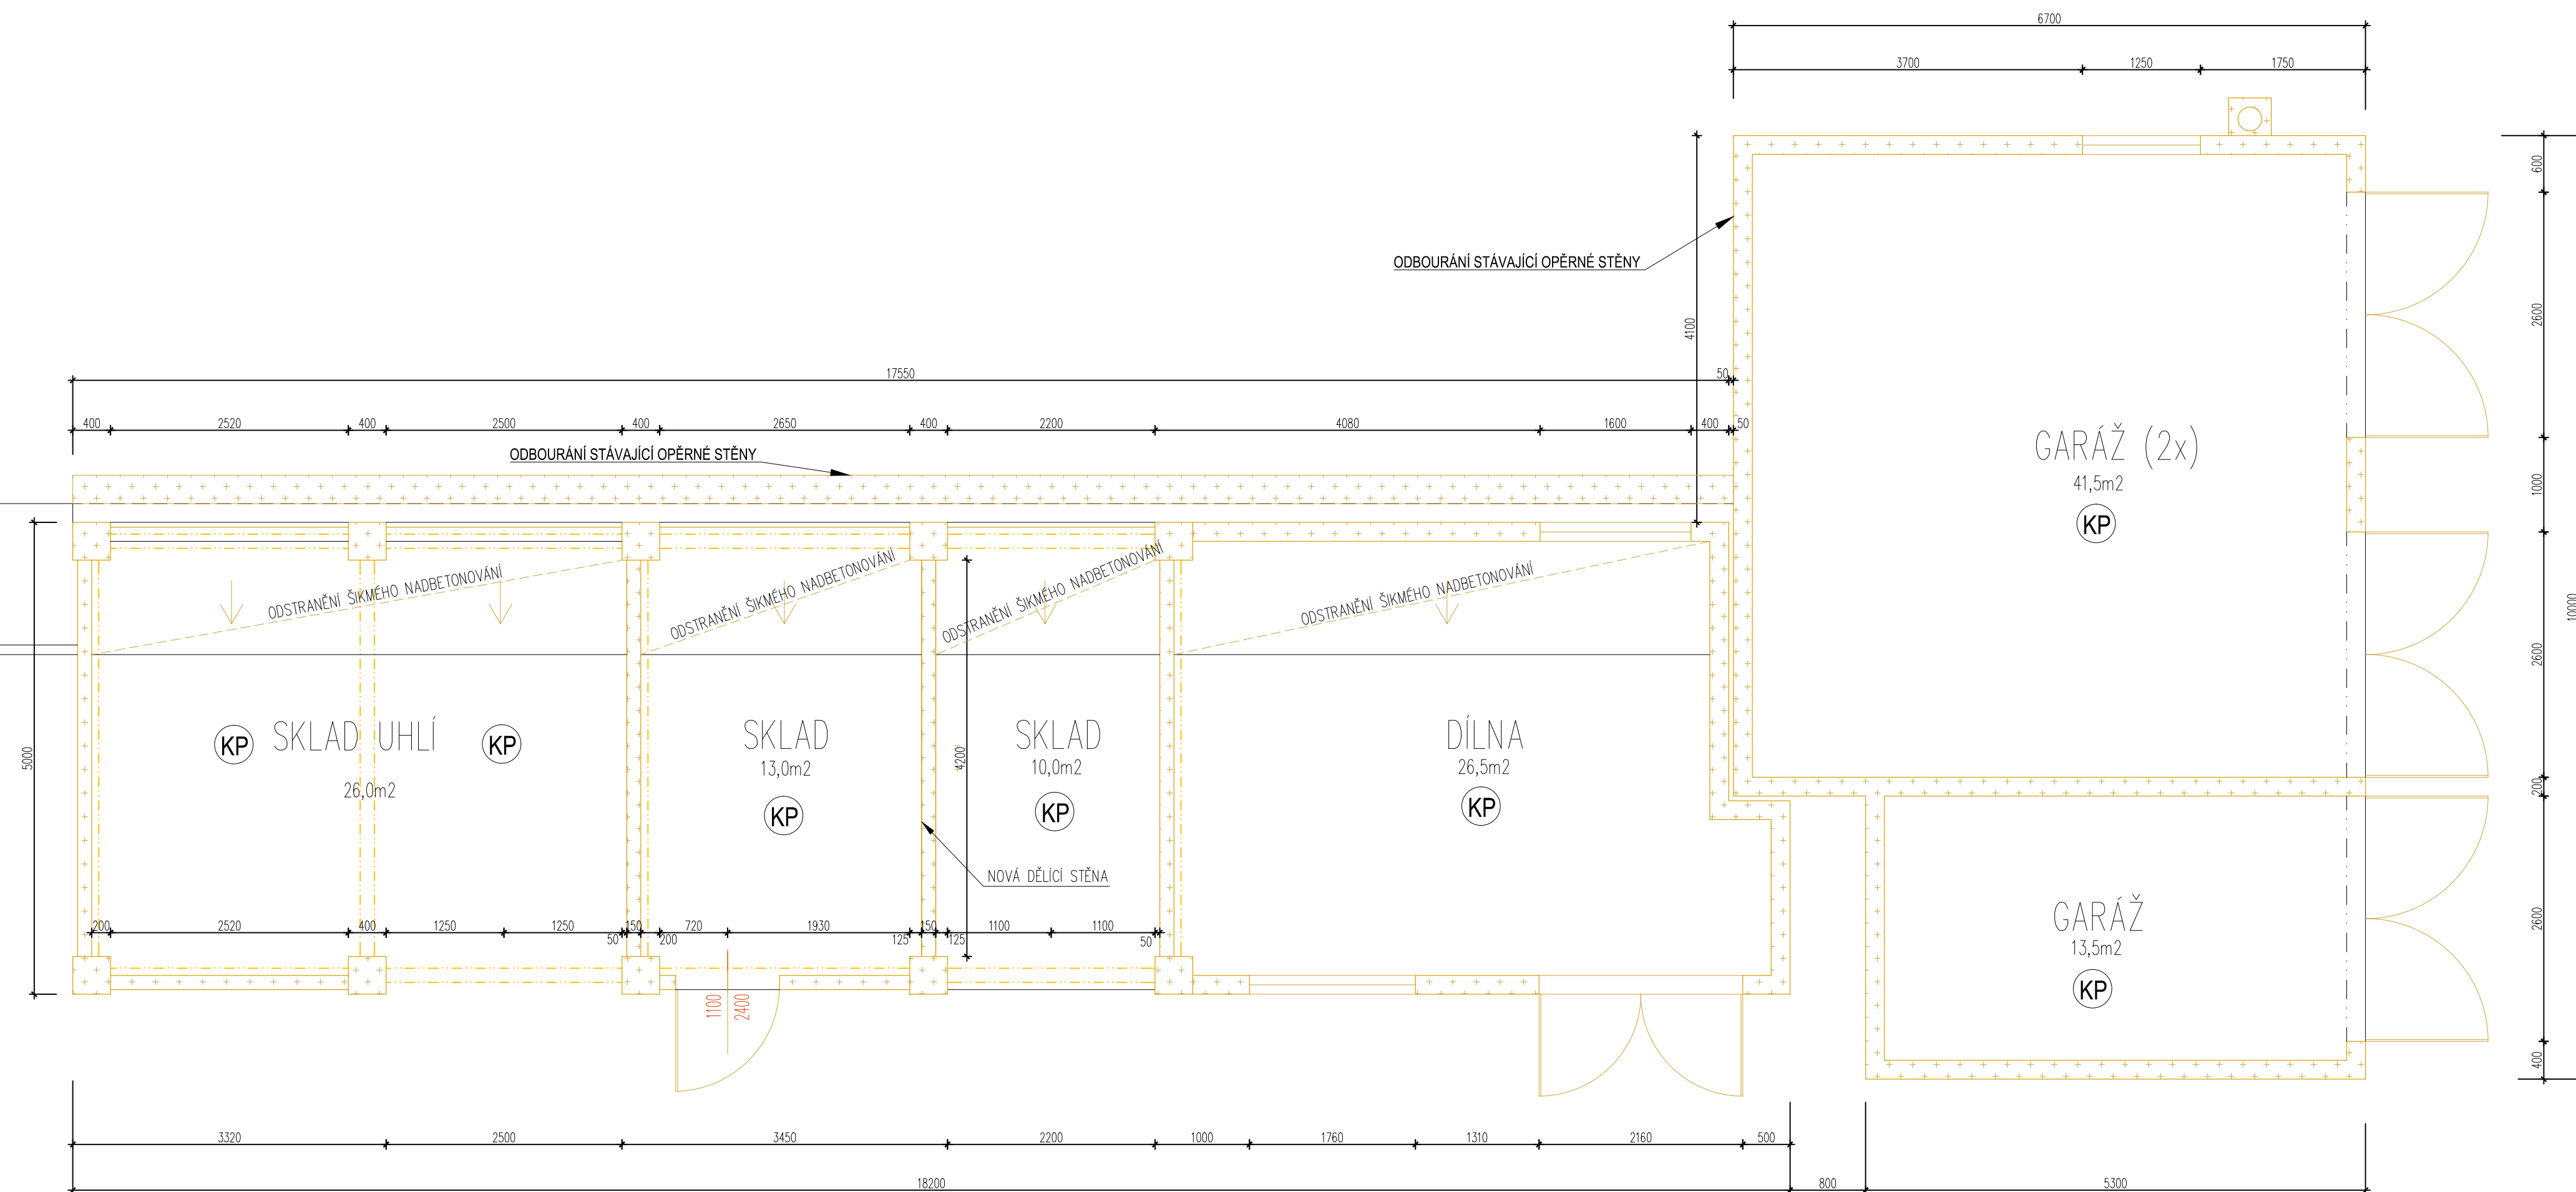 6700
3700 1250 1750
600
ODBOURÁNÍ STÁVAJÍCÍ OPĚRNÉ STĚNY
4100
2600
17550 50
400 2520 400 2500 400 2650 400 2200 4080 1600 400 50
ODBOURÁNÍ STÁVAJÍCÍ OPĚRNÉ STĚNY
GARÁŽ (2x)
41,5m2
KP
1000
ODSTRANĚNÍ ŠIKMÉHO NADBETONOVÁNÍ
ODSTRANĚNÍ ŠIKMÉHO NADBETONOVÁNÍ
ODSTRANĚNÍ ŠIKMÉHO NADBETONOVÁNÍ
ODSTRANĚNÍ ŠIKMÉHO NADBETONOVÁNÍ
10000
2600
5000
KP SKLAD UHLÍ KP
26,0m2
SKLAD
13,0m2
KP
4200
SKLAD
10,0m2
KP
DÍLNA
26,5m2
KP
200
NOVÁ DĚLÍCÍ STĚNA
GARÁŽ
13,5m2
KP
2600
200 2520 400 1250 1250 150 720 1930 150 1100 1100
50 200 125 125 50
1100
2400
400
3320 2500 3450 2200 1000 1760 1310 2160 500
18200 800 5300